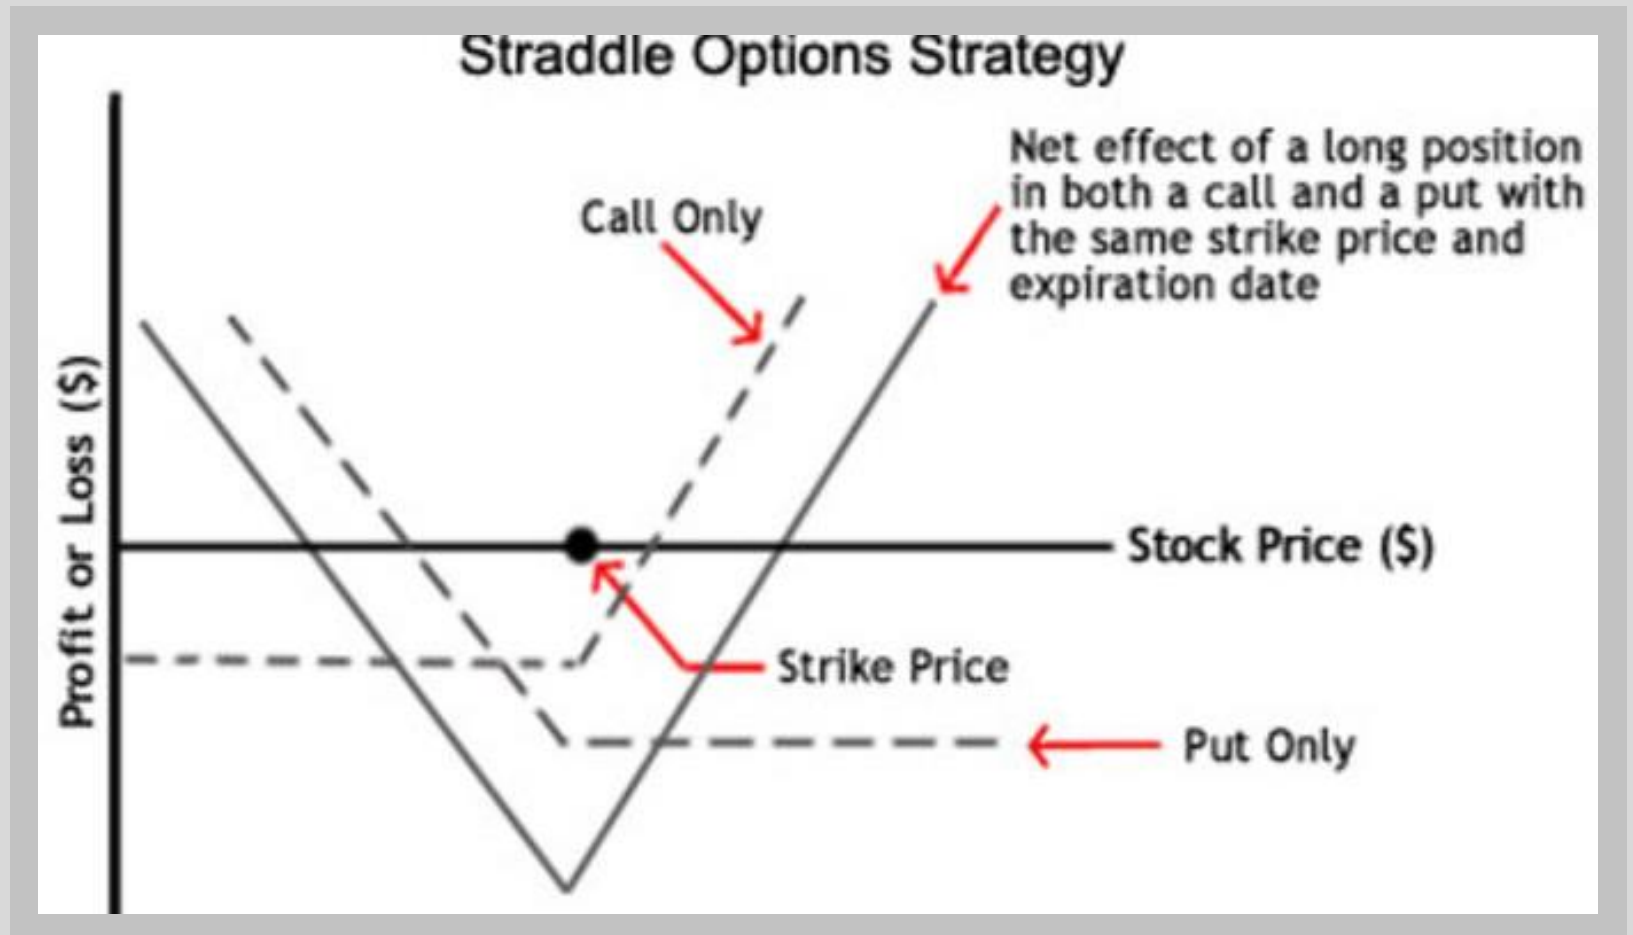 Straddle Options Strategy
Net effect of a long position
in both a call and a put with
the same strike price and
expiration date
Call Only
Profit or Loss ($)
Stock Price ($)
Strike Price
Put Only